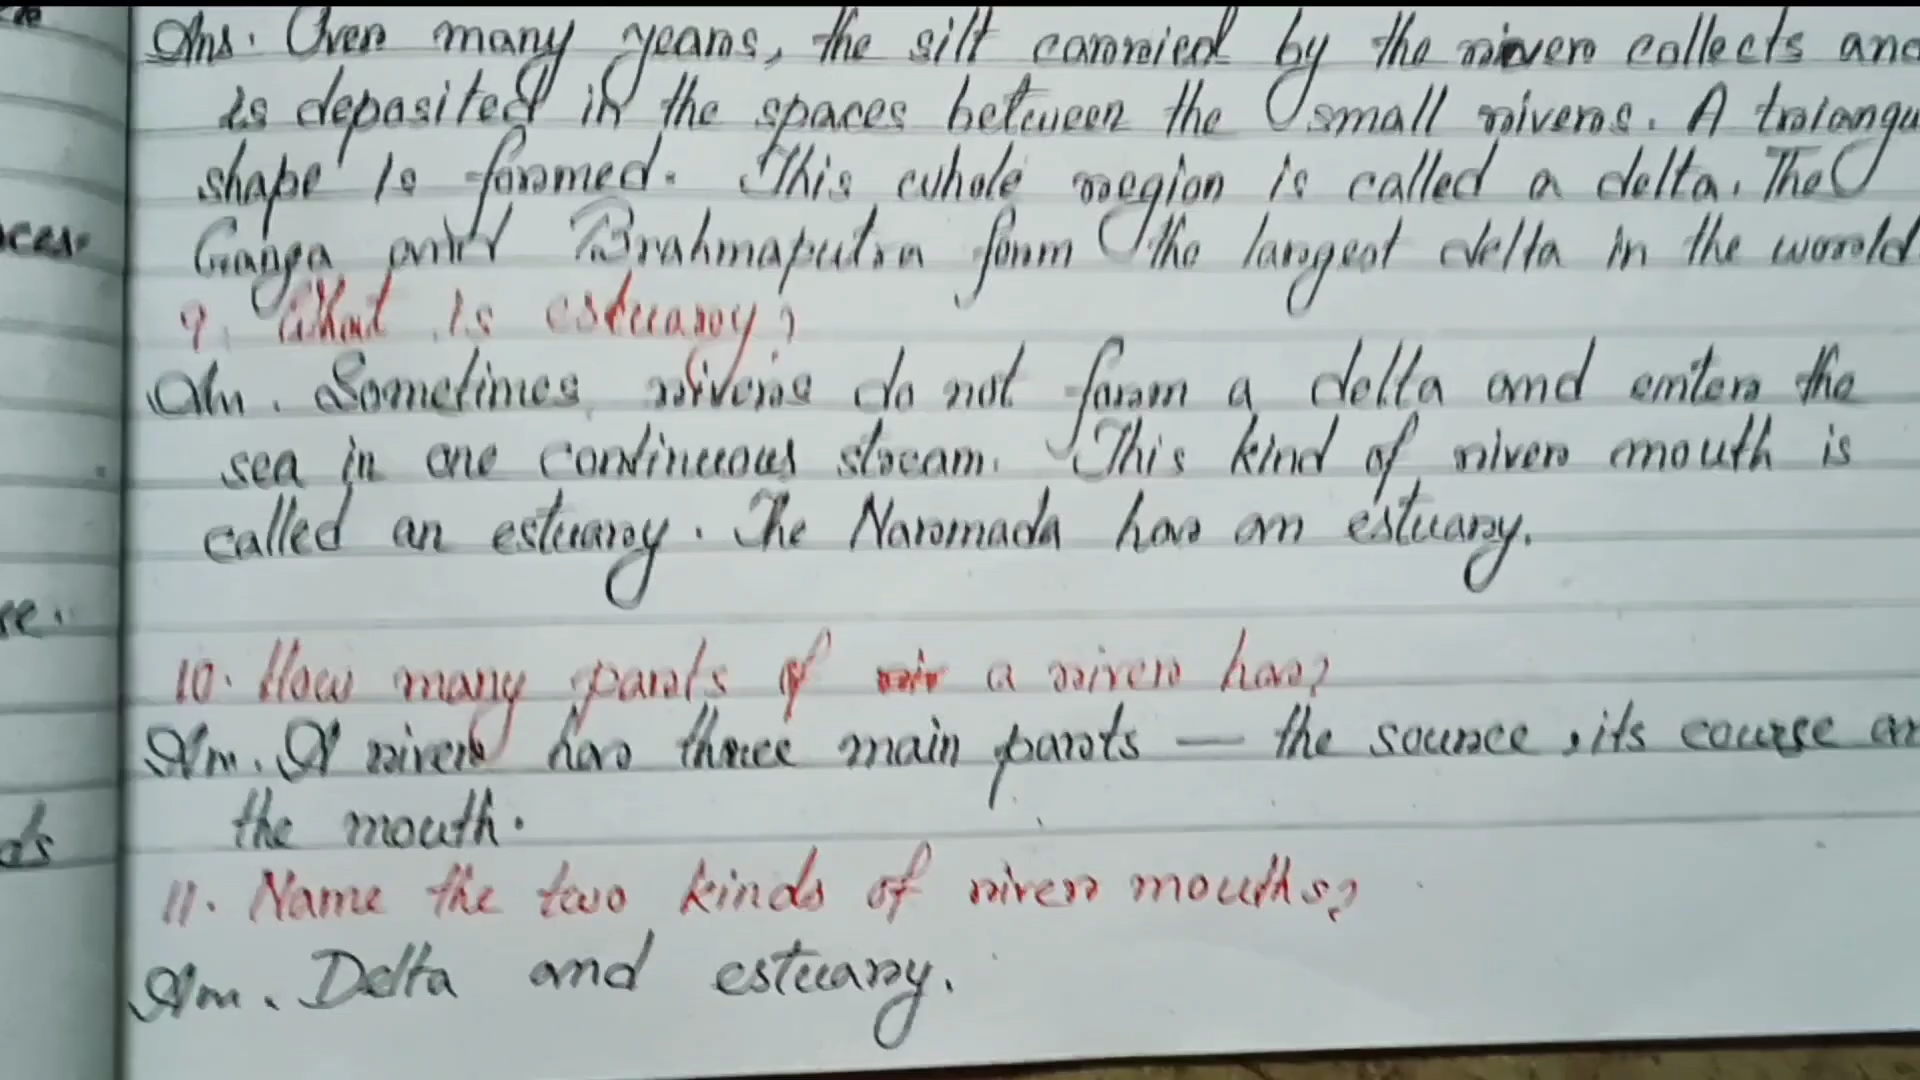 Ans. Over many years, the silt carried by the river collects and
is deposited in the spaces between the small rivers. A triangu
shape is formed. This whole region is called a delta. The
Ganga and Brahmaputra form the largest delta in the world
9. What is estuary?
Ans. Sometimes rivers do not form a delta and enter the
sea in one continuous stream. This kind of river mouth is
called an estuary. The Narmada has an estuary.
10. How many parts of a river has?
Ans. A river has three main parts — the source, its course an
the mouth.
11. Name the two kinds of river mouths?
Ans. Delta and estuary.